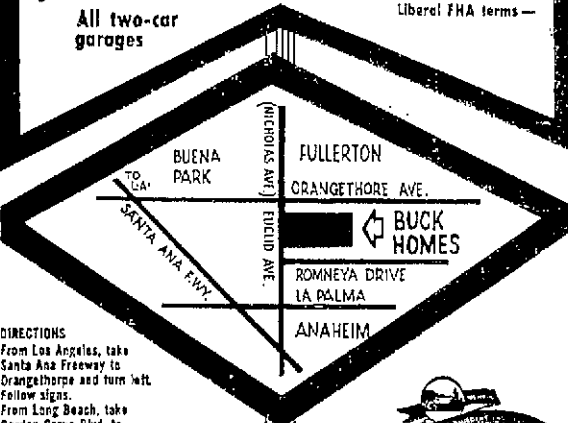 All two-car
garages
Liberal FHA terms—
(NICHOLAS AVE.)
BUENA
PARK
FULLERTON
TO
L.A.
ORANGETHORE AVE.
SANTA ANA FWY.
EUCLID AVE.
BUCK
HOMES
ROMNEYA DRIVE
LA PALMA
ANAHEIM
DIRECTIONS
From Los Angeles, take
Santa Ana Freeway to
Orangethorpe and turn left.
Follow signs.
From Long Beach, take
Blvd. to